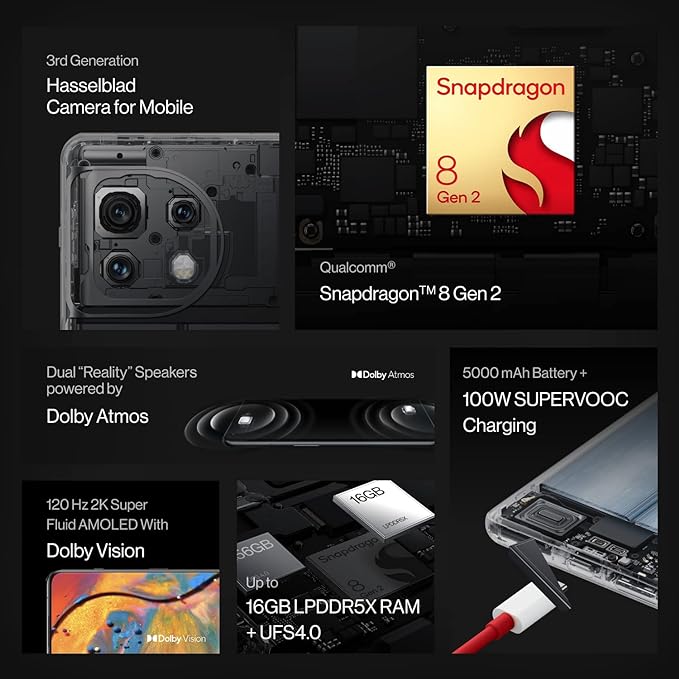 3rd Generation
Hasselblad
Camera for Mobile
Snapdragon
8
Gen 2
Qualcomm®
Snapdragon™ 8 Gen 2
Dual “Reality” Speakers
powered by
Dolby Atmos
Dolby Atmos
5000 mAh Battery +
100W SUPERVOOC
Charging
120 Hz 2K Super
Fluid AMOLED With
Dolby Vision
Dolby Vision
16GB
LPDDR5X
56GB
Snapdragon
8
Gen 2
Up to
16GB LPDDR5X RAM
+ UFS4.0